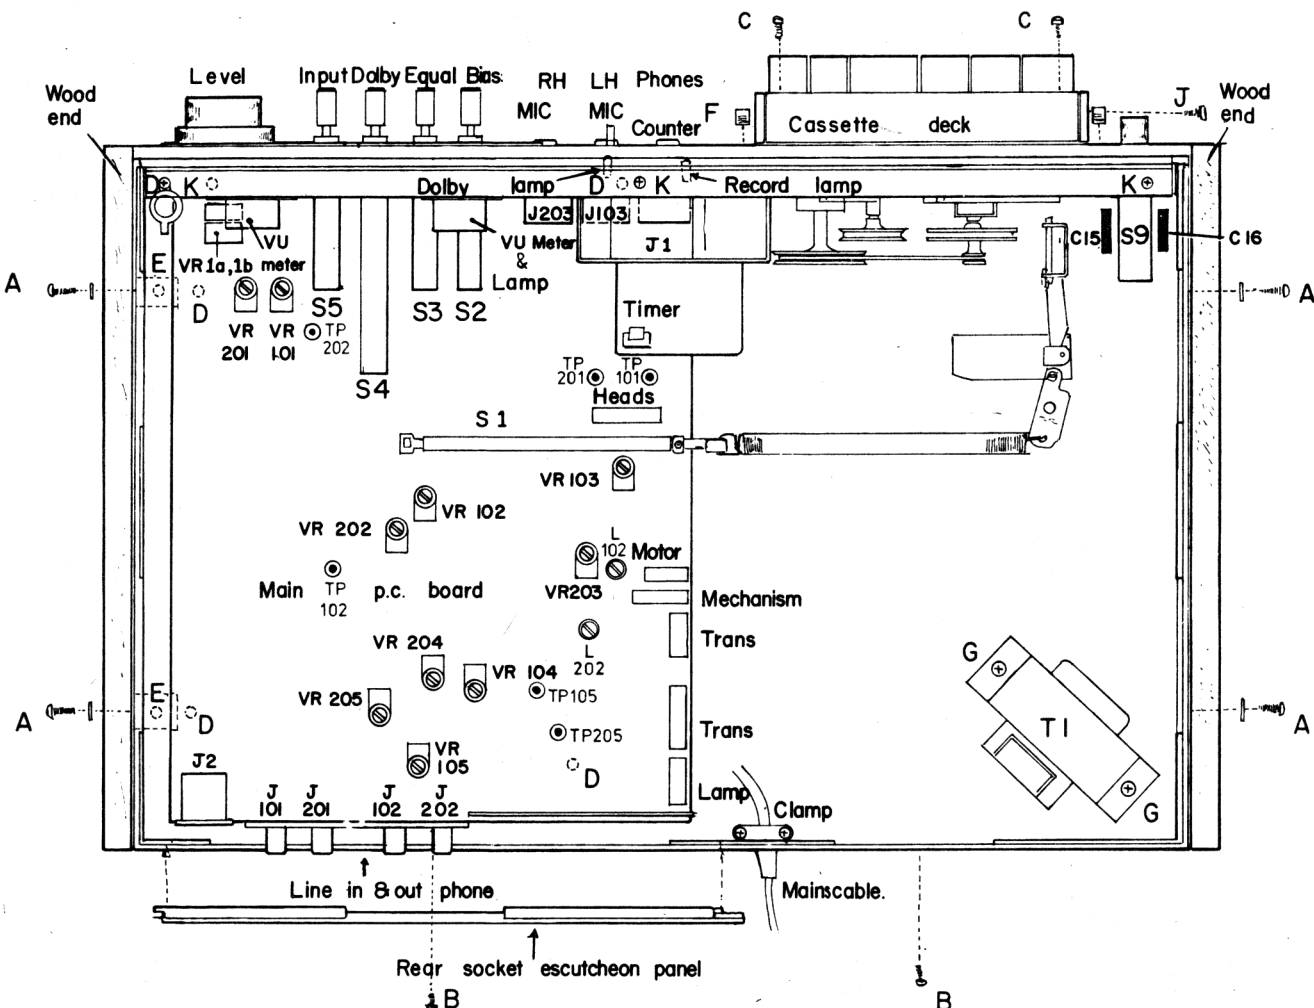 C C
Level Input Dolby Equal Bias RH LH Phones
Wood end
MIC MIC
Counter
F
Cassette deck
J
Wood end
D K Dolby lamp D K Record lamp K
J203 J103
VU
VU Meter & Lamp
J1
C15 S9 C16
VR 1a,1b meter
A E D
S5 S3 S2
Timer
A
VR 201
VR 101
TP 202
S4
TP 201
TP 101
Heads
S1
VR 103
VR 102
VR 202
L 102
Motor
TP 102
Main p.c. board
VR203
Mechanism
Trans
L 202
VR 204
VR 104
G
VR 205
TP105
E
A D
TP205
Trans
T1
A
VR 105
D
J2
J 101
J 201
J 102
J 202
Lamp
Clamp
G
Line in & out phone
Mainscable.
Rear socket escutcheon panel
B B